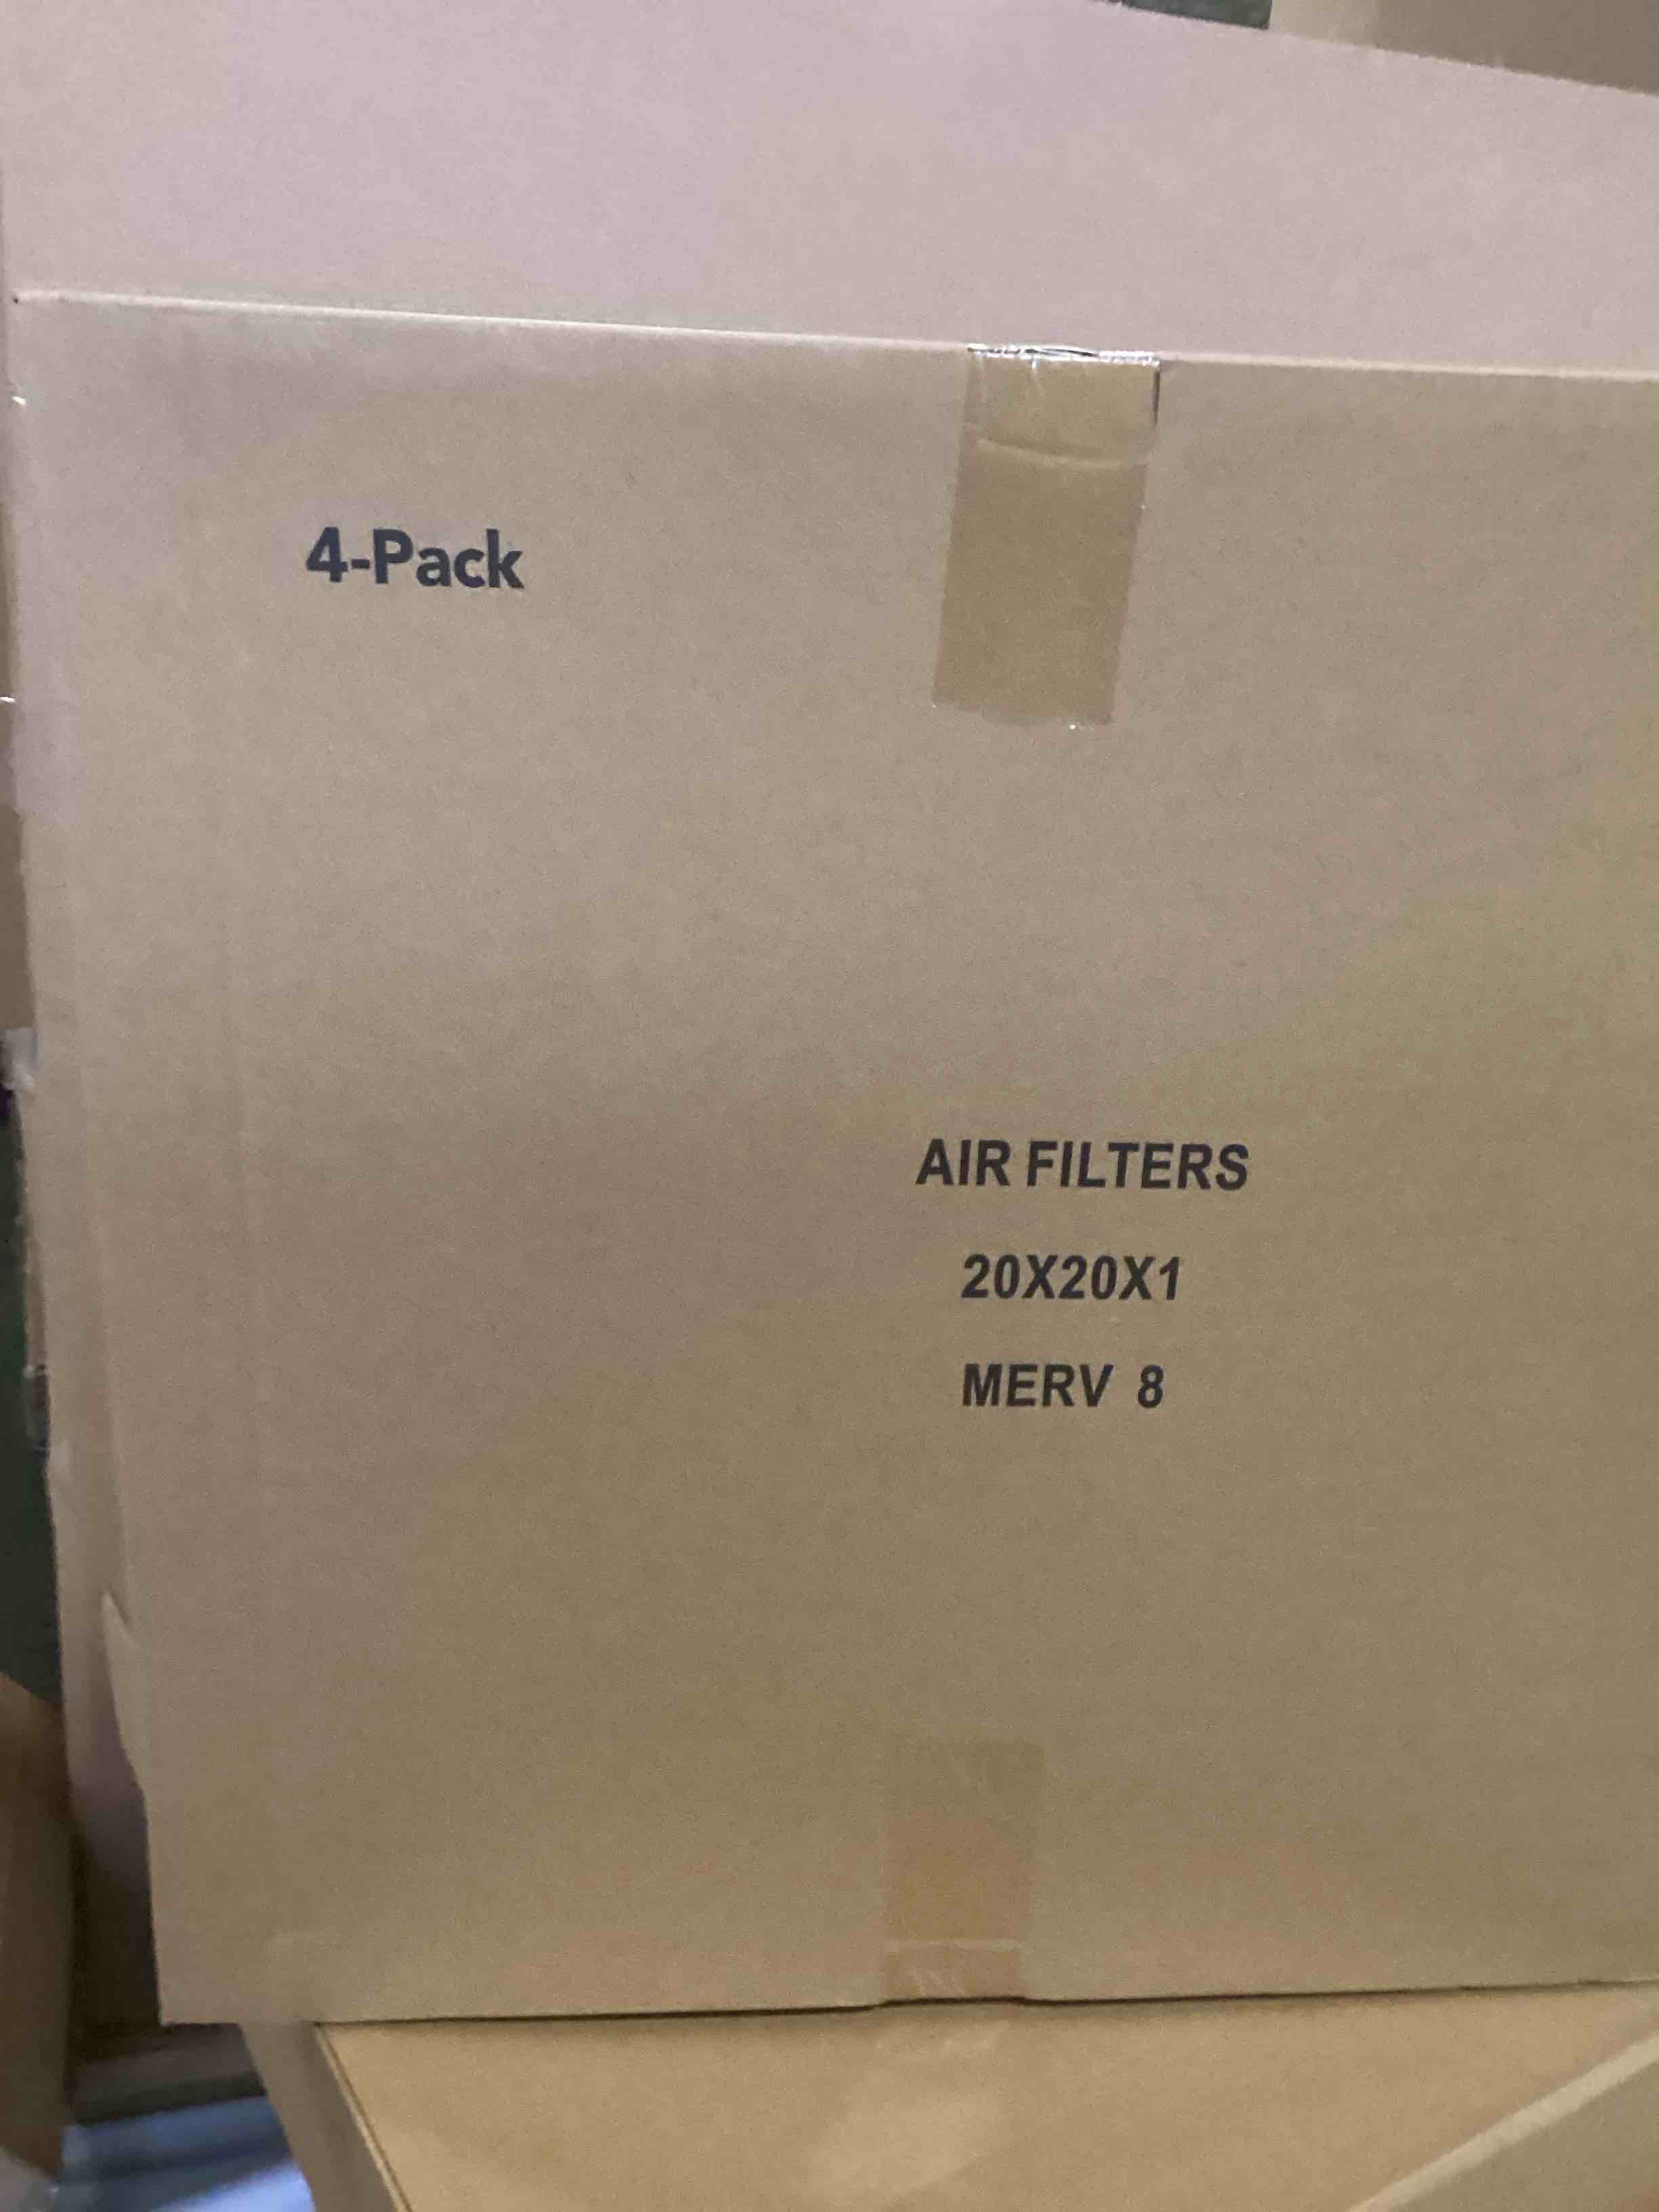 4-Pack
AIR FILTERS
20X20X1
MERV 8